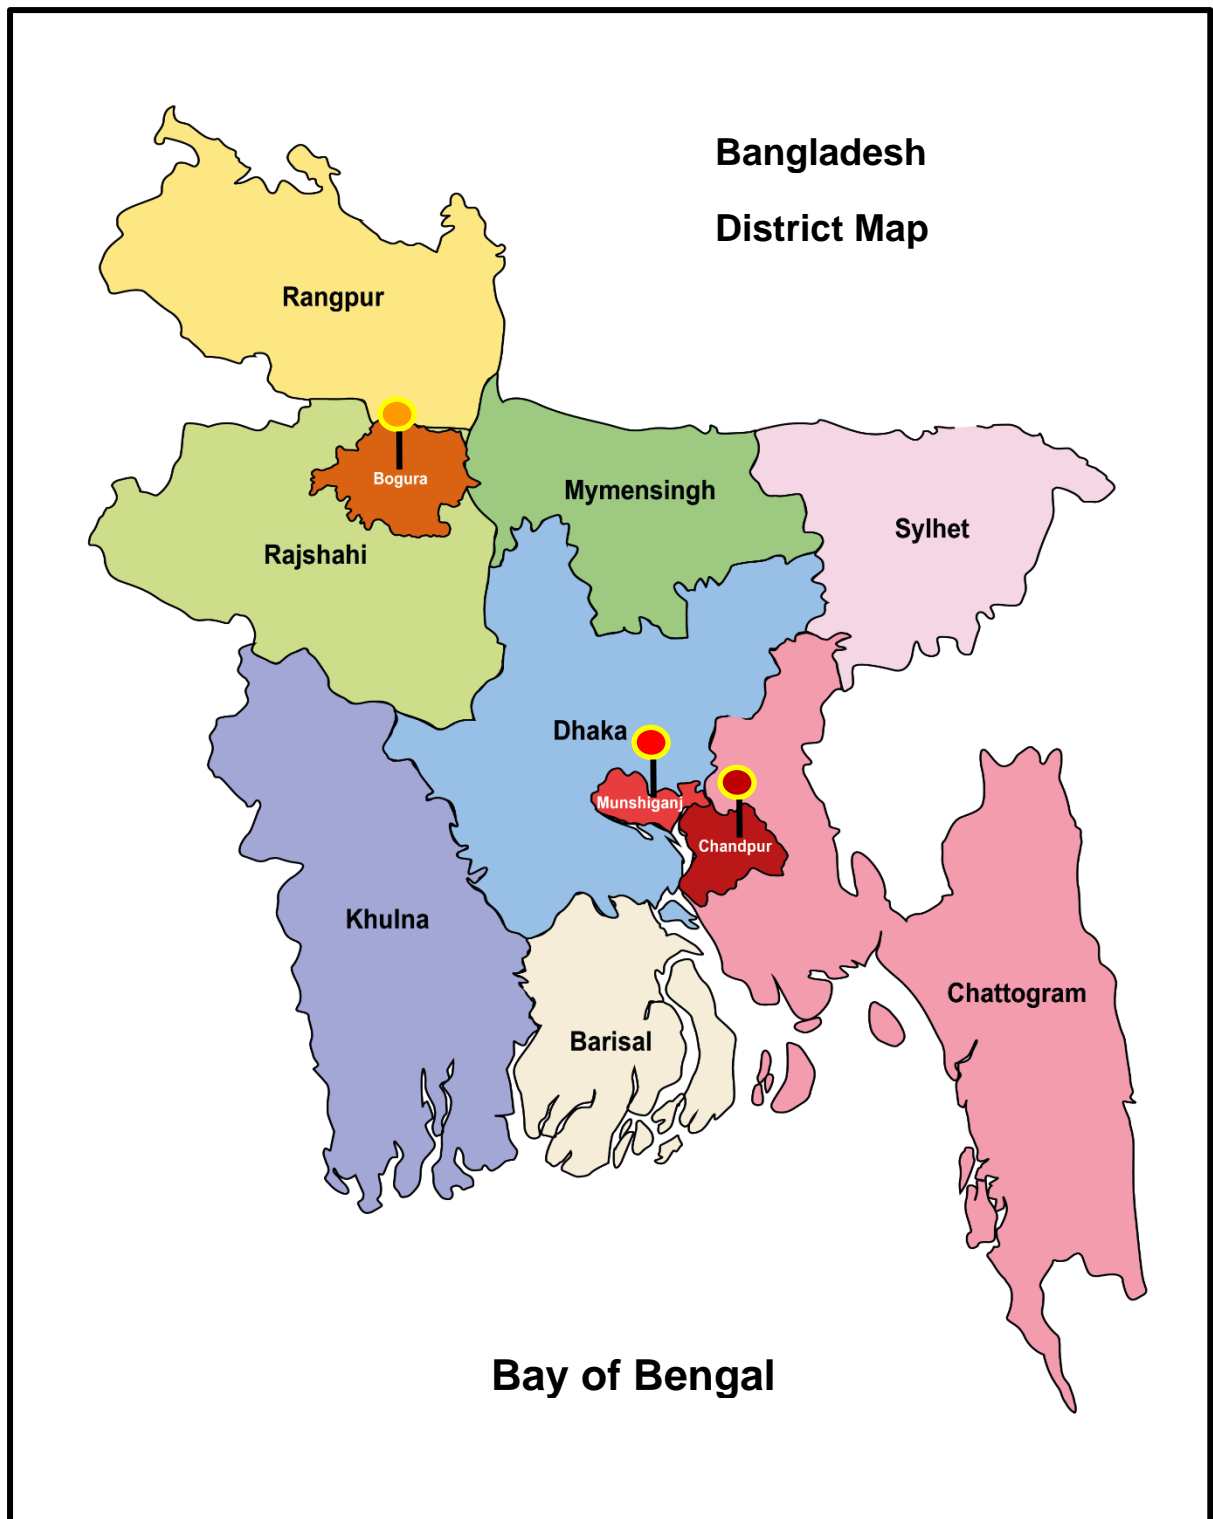 Bangladesh
District Map
Rangpur
Bogura
Mymensingh
Sylhet
Rajshahi
Dhaka
Munshiganj
Chandpur
Khulna
Chattogram
Barisal
Bay of Bengal